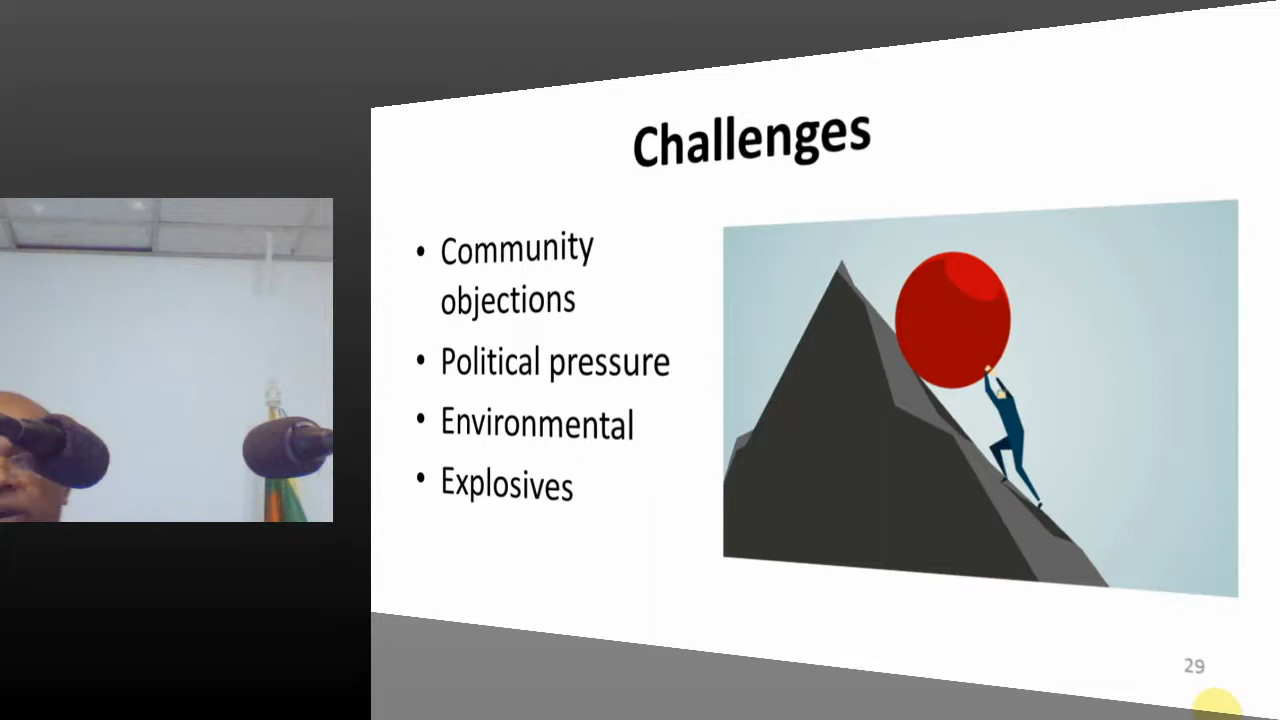 Challenges
• Community
objections
• Political pressure
• Environmental
• Explosives
29